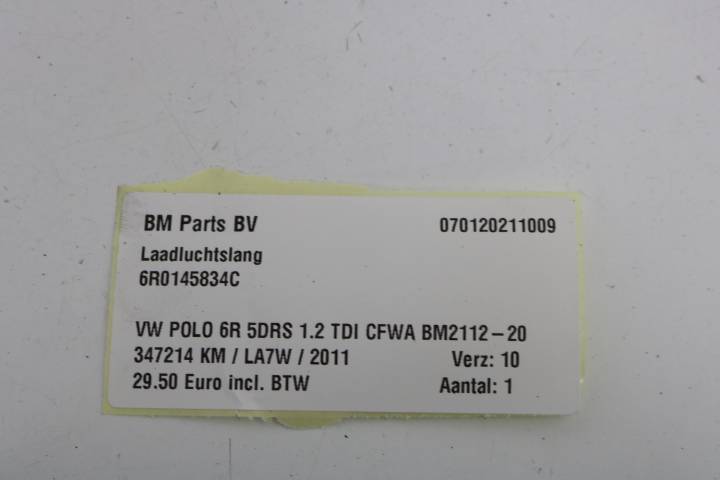 BM Parts BV 070120211009
Laadluchtslang
6R0145834C
VW POLO 6R 5DRS 1.2 TDI CFWA BM2112-20
347214 KM / LA7W / 2011 Verz: 10
29.50 Euro incl. BTW Aantal: 1